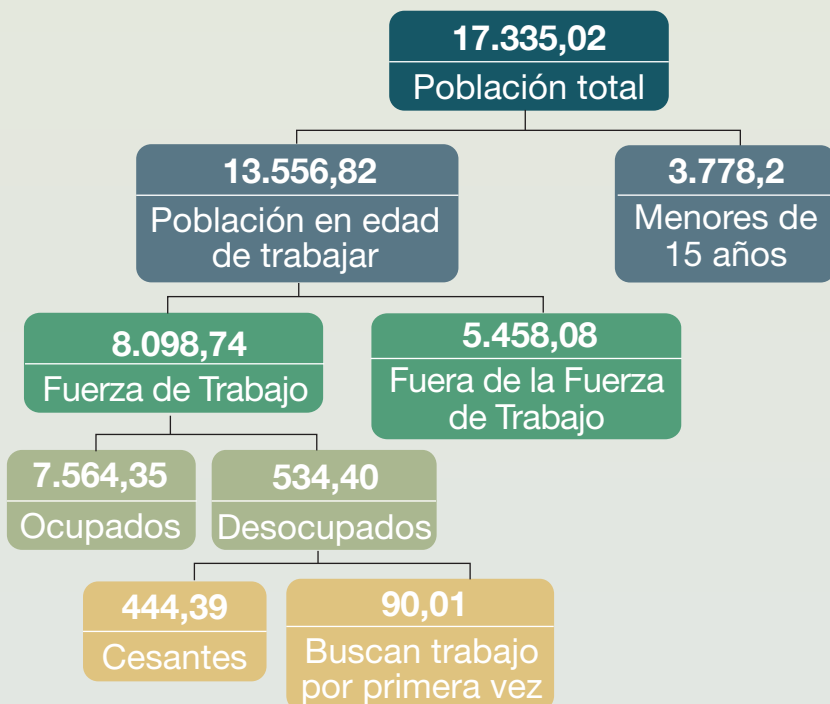 17.335,02
Población total
13.556,82
Población en edad
de trabajar
3.778,2
Menores de
15 años
8.098,74
Fuerza de Trabajo
5.458,08
Fuera de la Fuerza
de Trabajo
7.564,35
Ocupados
534,40
Desocupados
444,39
Cesantes
90,01
Buscan trabajo
por primera vez